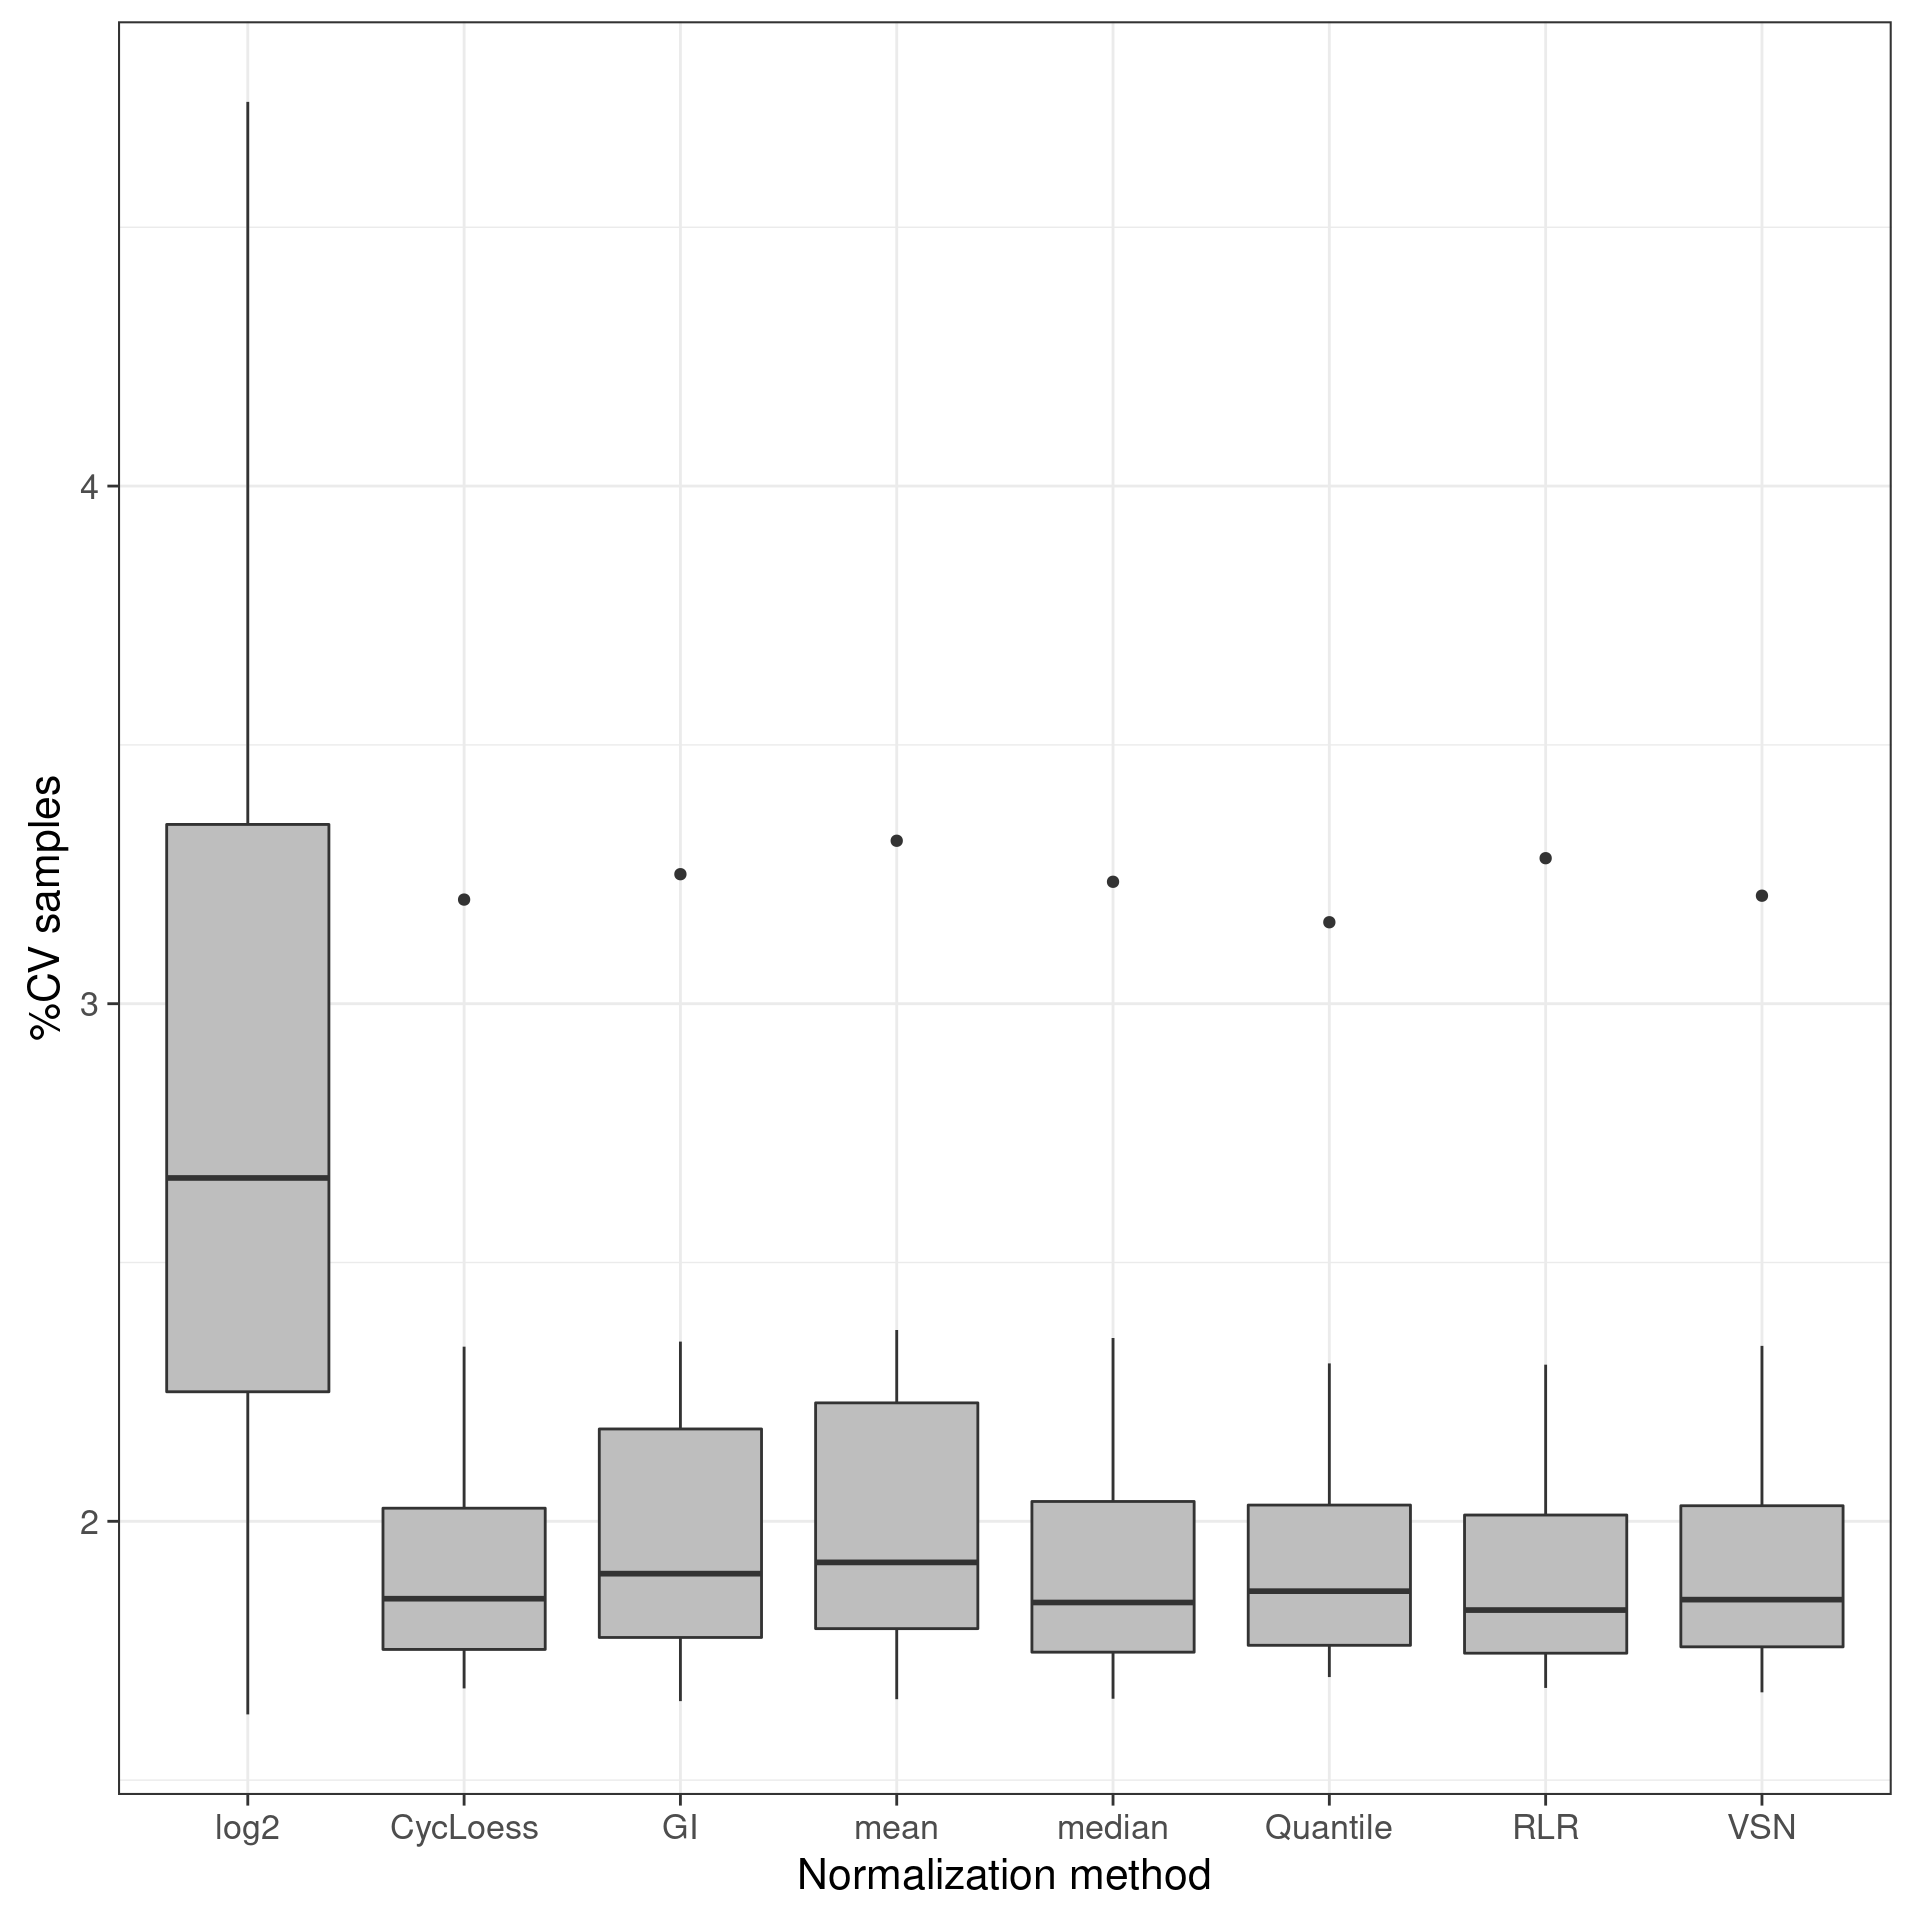 %CV samples
4
3
2
log2 CycLoess GI mean median Quantile RLR VSN
Normalization method